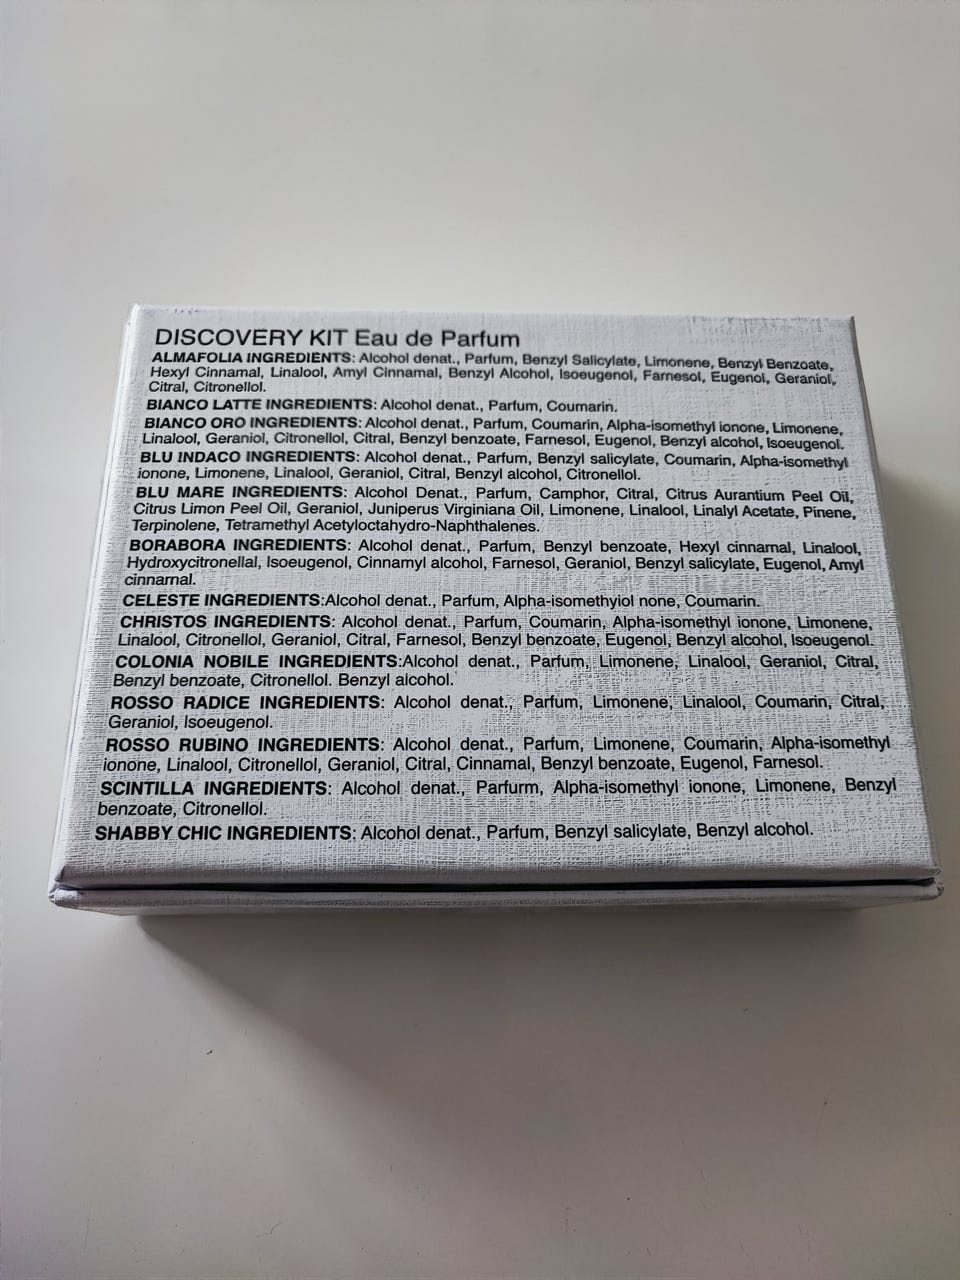 DISCOVERY KIT Eau de Parfum
ALMAFOLIA INGREDIENTS: Alcohol denat., Parfum, Benzyl Salicylate, Limonene, Benzyl Benzoate,
Hexyl Cinnamal, Linalool, Amyl Cinnamal, Benzyl Alcohol, Isoeugenol, Farnesol, Eugenol, Geraniol,
Citral, Citronellol.
BIANCO LATTE INGREDIENTS: Alcohol denat., Parfum, Coumarin.
BIANCO ORO INGREDIENTS: Alcohol denat., Parfum, Coumarin, Alpha-isomethyl ionone, Limonene,
Linalool, Geraniol, Citronellol, Citral, Benzyl benzoate, Farnesol, Eugenol, Benzyl alcohol, Isoeugenol.
BLU INDACO INGREDIENTS: Alcohol denat., Parfum, Benzyl salicylate, Coumarin, Alpha-isomethyl
ionone, Limonene, Linalool, Geraniol, Citral, Benzyl alcohol, Citronellol.
BLU MARE INGREDIENTS: Alcohol Denat., Parfum, Camphor, Citral, Citrus Aurantium Peel Oil,
Citrus Limon Peel Oil, Geraniol, Juniperus Virginiana Oil, Limonene, Linalool, Linalyl Acetate, Pinene,
Terpinolene, Tetramethyl Acetyloctahydro-Naphthalenes.
BORABORA INGREDIENTS: Alcohol denat., Parfum, Benzyl benzoate, Hexyl cinnamal, Linalool,
Hydroxycitronellal, Isoeugenol, Cinnamyl alcohol, Farnesol, Geraniol, Benzyl salicylate, Eugenol, Amyl
cinnamal.
CELESTE INGREDIENTS:Alcohol denat., Parfum, Alpha-isomethyiol none, Coumarin.
CHRISTOS INGREDIENTS: Alcohol denat., Parfum, Coumarin, Alpha-isomethyl ionone, Limonene,
Linalool, Citronellol, Geraniol, Citral, Farnesol, Benzyl benzoate, Eugenol, Benzyl alcohol, Isoeugenol.
COLONIA NOBILE INGREDIENTS:Alcohol denat., Parfum, Limonene, Linalool, Geraniol, Citral,
Benzyl benzoate, Citronellol. Benzyl alcohol.
ROSSO RADICE INGREDIENTS: Alcohol denat., Parfum, Limonene, Linalool, Coumarin, Citral,
Geraniol, Isoeugenol.
ROSSO RUBINO INGREDIENTS: Alcohol denat., Parfum, Limonene, Coumarin, Alpha-isomethyl
ionone, Linalool, Citronellol, Geraniol, Citral, Cinnamal, Benzyl benzoate, Eugenol, Farnesol.
SCINTILLA INGREDIENTS: Alcohol denat., Parfurm, Alpha-isomethyl ionone, Limonene, Benzyl
benzoate, Citronellol.
SHABBY CHIC INGREDIENTS: Alcohol denat., Parfum, Benzyl salicylate, Benzyl alcohol.